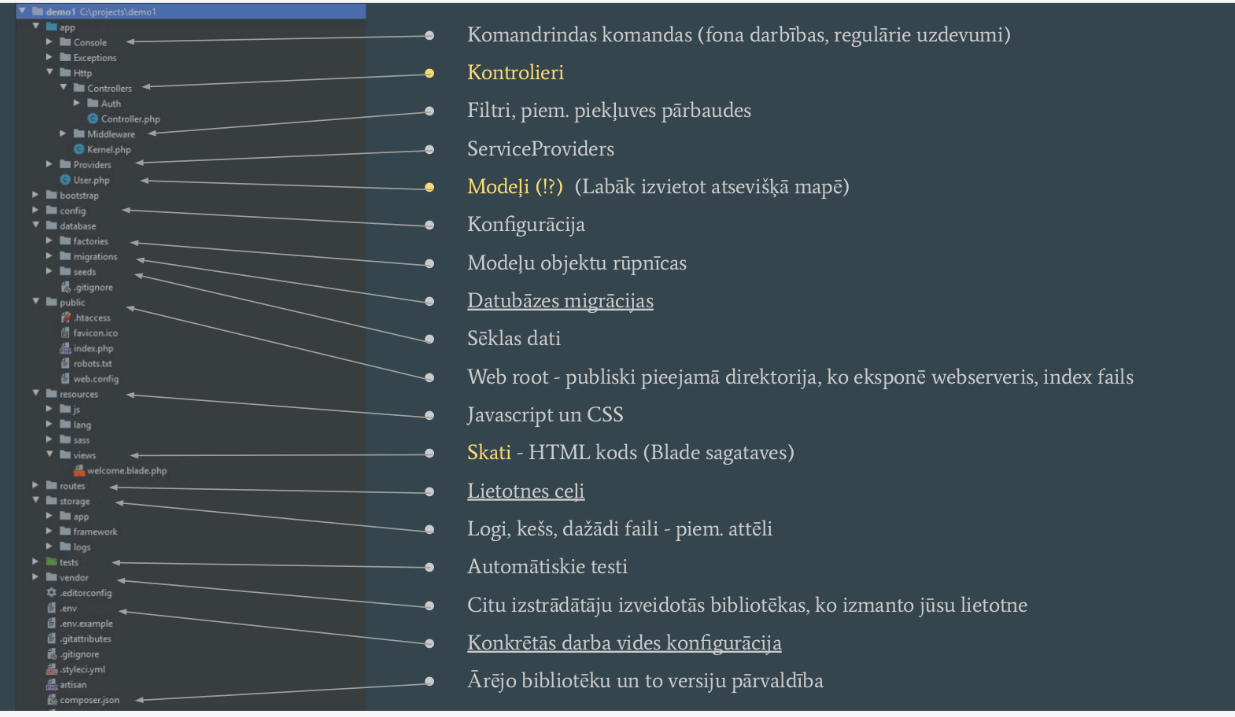 demo1 C:\projects\demo1
app
Console
Exceptions
Http
Controllers
Auth
Controller.php
Middleware
Kernel.php
Providers
User.php
bootstrap
config
database
factories
migrations
seeds
.gitignore
public
.htaccess
favicon.ico
index.php
robots.txt
web.config
resources
js
lang
sass
views
welcome.blade.php
routes
storage
app
framework
logs
tests
vendor
.editorconfig
.env
.env.example
.gitattributes
.gitignore
.styleci.yml
artisan
composer.json
Komandrindas komandas (fona darbības, regulārie uzdevumi)
Kontrolieri
Filtri, piem. piekļuves pārbaudes
ServiceProviders
Modeļi (!?) (Labāk izvietot atsevišķā mapē)
Konfigurācija
Modeļu objektu rūpnīcas
Datubāzes migrācijas
Sēklas dati
Web root - publiski pieejamā direktorija, ko eksponē webserveris, index fails
Javascript un CSS
Skati - HTML kods (Blade sagataves)
Lietotnes ceļi
Logi, kešs, dažādi faili - piem. attēli
Automātiskie testi
Citu izstrādātāju izveidotās bibliotēkas, ko izmanto jūsu lietotne
Konkrētās darba vides konfigurācija
Ārējo bibliotēku un to versiju pārvaldība